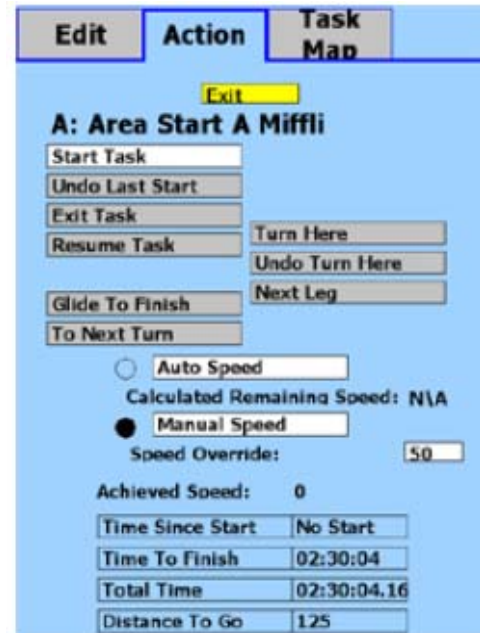 Edit Action Task Map
Exit
A: Area Start A Miffli
Start Task
Undo Last Start
Exit Task
Resume Task
Turn Here
Undo Turn Here
Next Leg
Glide To Finish
To Next Turn
Auto Speed
Calculated Remaining Speed: N\A
Manual Speed
Speed Override: 50
Achieved Speed: 0
Time Since Start No Start
Time To Finish 02:30:04
Total Time 02:30:04.16
Distance To Go 125